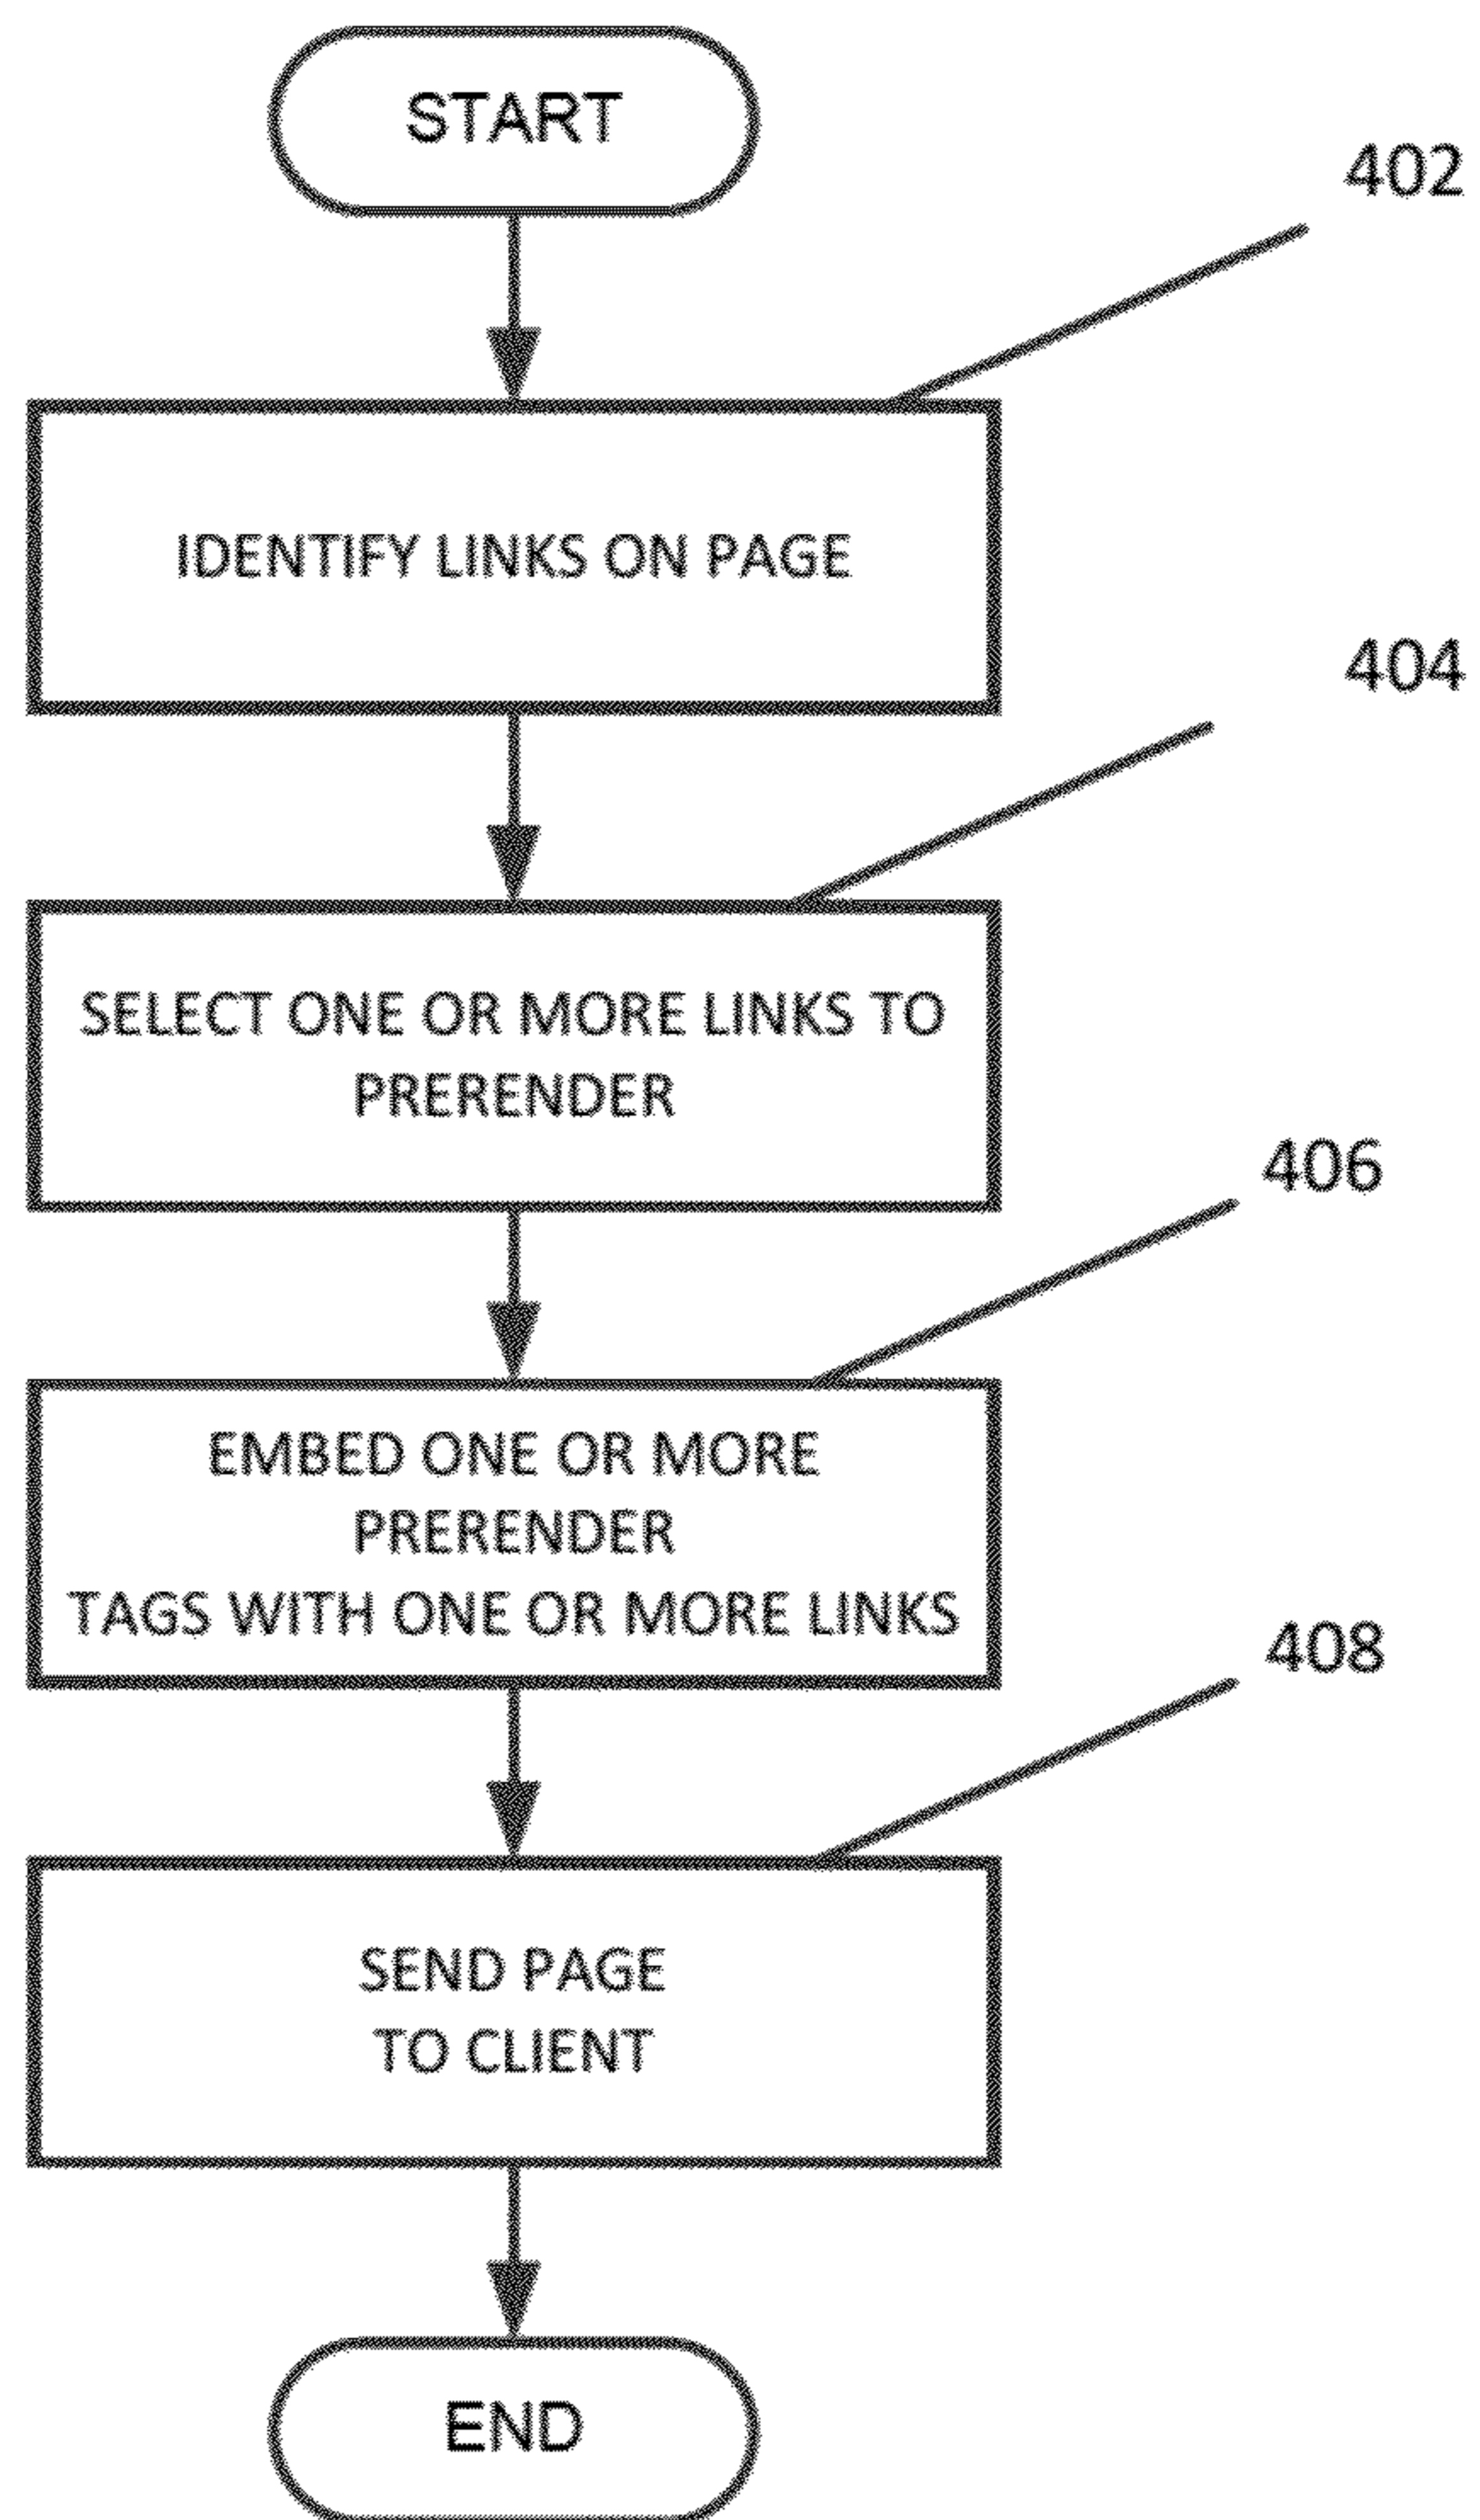 START
402
IDENTIFY LINKS ON PAGE
404
SELECT ONE OR MORE LINKS TO
PRERENDER
406
EMBED ONE OR MORE
PRERENDER
TAGS WITH ONE OR MORE LINKS
408
SEND PAGE
TO CLIENT
END